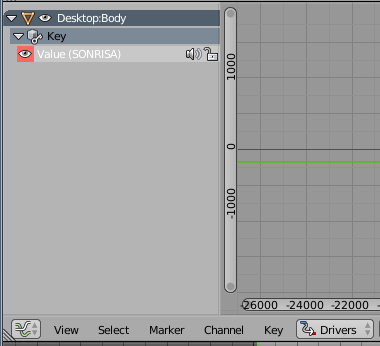 Desktop:Body
Key
Value (SONRISA)
1000
0
-1000
-26000 -24000 -22000
View Select Marker Channel Key Drivers